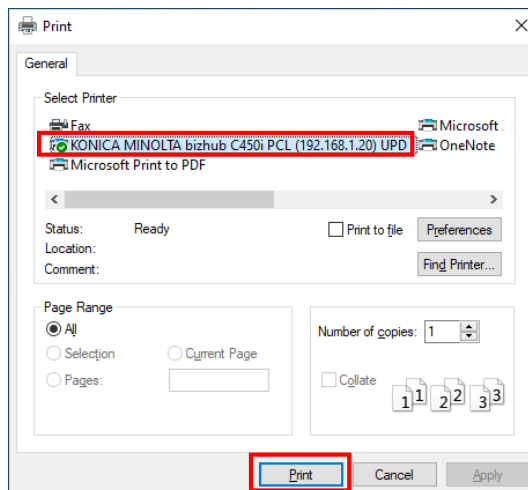 Print
General
Select Printer
Fax
Microsoft
KONICA MINOLTA bizhub C450i PCL (192.168.1.20) UPD
OneNote
Microsoft Print to PDF
Status: Ready
Print to file
Preferences
Location:
Comment:
Find Printer...
Page Range
All
Selection
Current Page
Pages:
Number of copies: 1
Collate
1 1 2 2 3 3
Print
Cancel
Apply